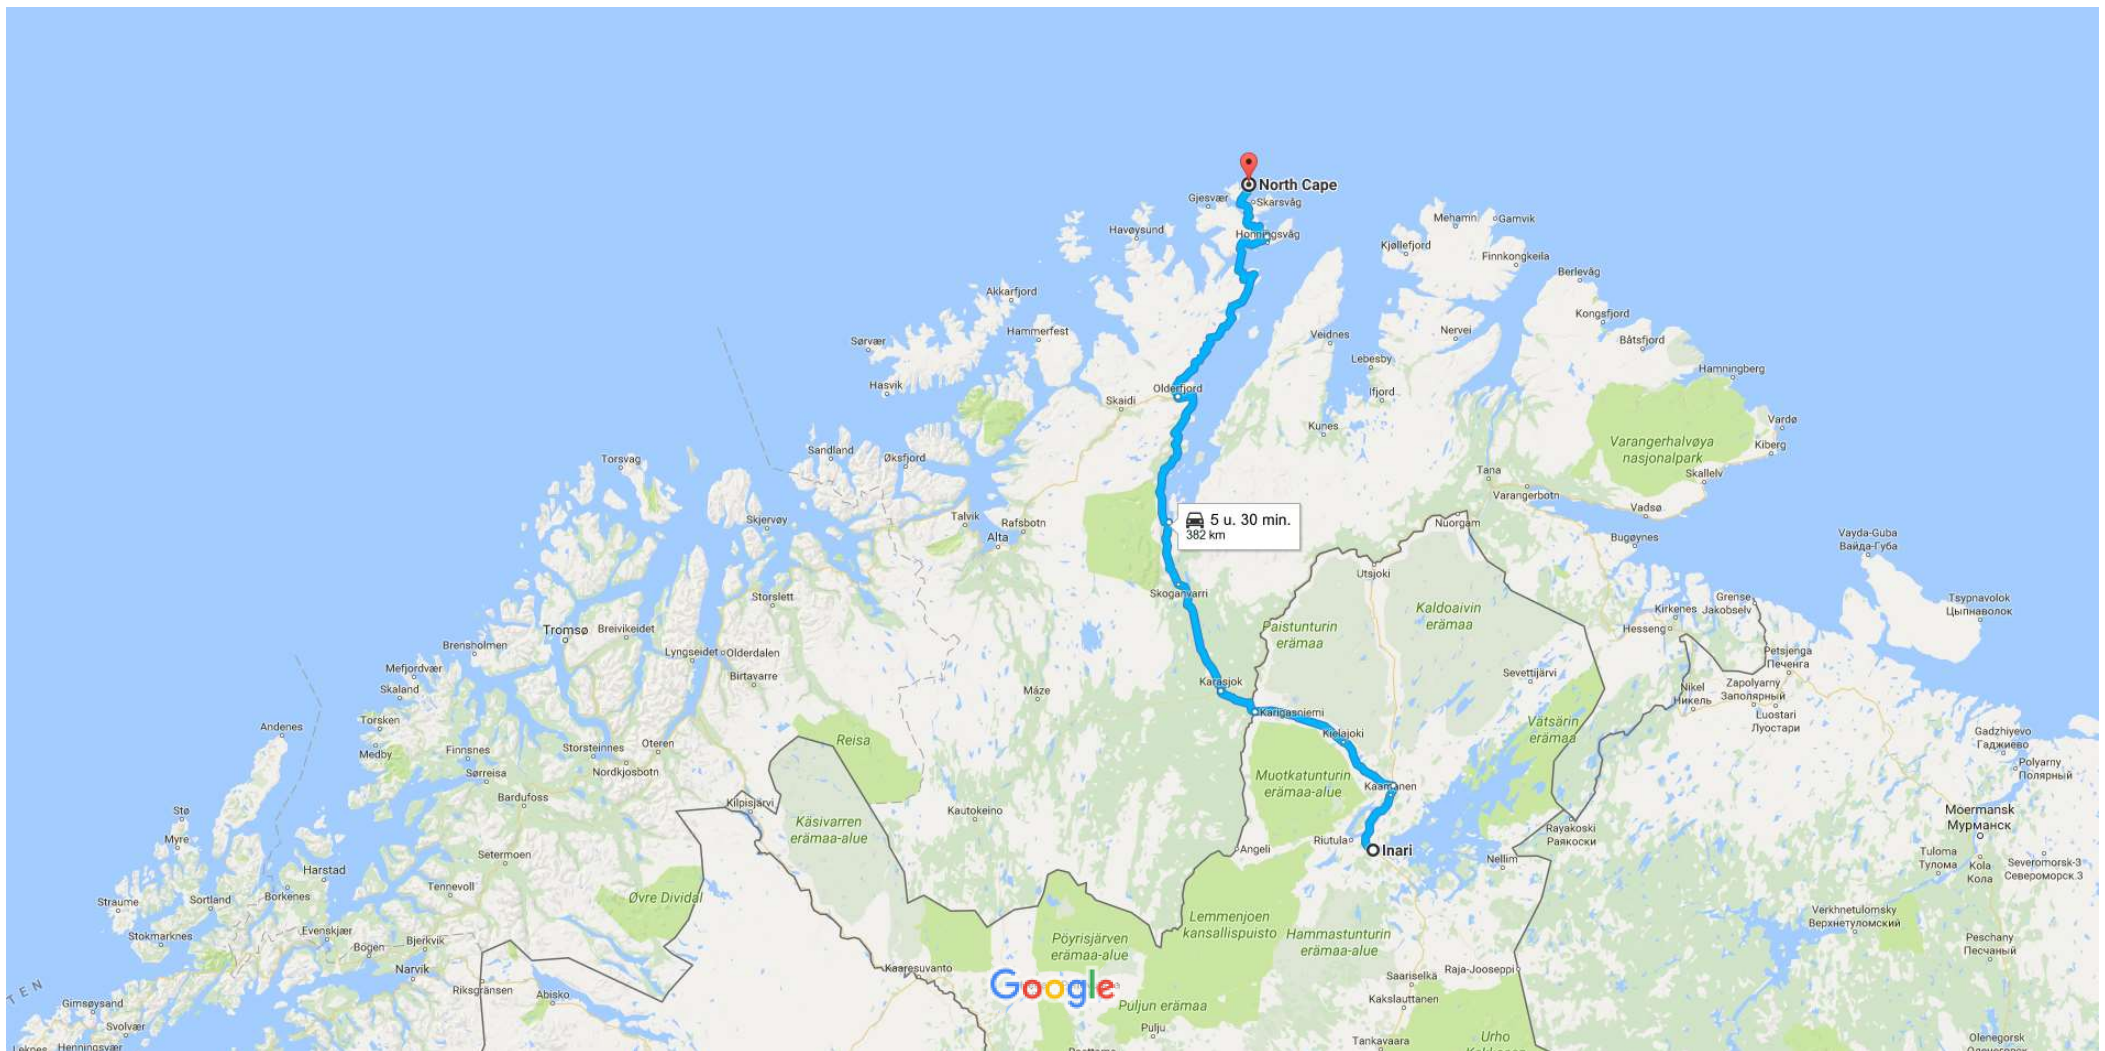 North Cape
Gjesvær
Skarsvåg
Mehamn
Gamvik
Havøysund
Honningsvåg
Kjøllefjord
Finnkongkeila
Berlevåg
Akkarfjord
Kongsfjord
Hammerfest
Veidnes
Nervei
Båtsfjord
Sørvær
Lebesby
Hamningberg
Hasvik
Olderfjord
Ifjord
Skaidi
Vardø
Kunes
Varangerhalvøya
nasjonalpark
Kiberg
Sandland
Øksfjord
Torsvag
Tana
Skallelv
Varangerbotn
Vadsø
Skjervøy
Talvik
Rafsbotn
5 u. 30 min.
382 km
Nuorgam
Alta
Bugøynes
Vayda-Guba
Вайда-Губа
Utsjoki
Storslett
Skoganvarri
Kaldoaivin
erämaa
Grense
Jakobselv
Kirkenes
Tsypnavolok
Цыпнаволок
Tromsø
Breivikeidet
Paistunturin
erämaa
Hesseng
Brensholmen
Lyngseidet
Olderdalen
Petsjenga
Печенга
Mefjordvær
Birtavarre
Karasjok
Sevettijärvi
Skaland
Máze
Nikel
Никель
Zapolyarny
Заполярный
Torsken
Karigasniemi
Luostari
Луостари
Andenes
Vätsärin
erämaa
Medby
Finnsnes
Storsteinnes
Oteren
Reisa
Kielajoki
Gadzhiyevo
Гаджиево
Sørreisa
Nordkjosbotn
Muotkatunturin
erämaa-alue
Polyarny
Полярный
Bardufoss
Kaamanen
Stø
Kilpisjärvi
Kautokeino
Moermansk
Мурманск
Myre
Käsivarren
erämaa-alue
Rayakoski
Раякоски
Riutula
Inari
Angeli
Setermoen
Nellim
Tuloma
Тулома
Kola
Кола
Severomorsk-3
Североморск 3
Harstad
Tennevoll
Borkenes
Øvre Dividal
Straume
Sortland
Lemmenjoen
kansallispuisto
Verkhnetulomsky
Верхнетуломский
Stokmarknes
Evenskjær
Bogen
Bjerkvik
Pöyrisjärven
erämaa-alue
Hammastunturin
erämaa-alue
Peschany
Песчаный
Narvik
Kaaresuvanto
Saariselkä
Raja-Jooseppi
TEN
Riksgränsen
Abisko
Google
Gimsøysand
Puljun erämaa
Kakslauttanen
Svolvær
Pulju
Urho
Tankavaara
Olenegorsk
Henningsvær